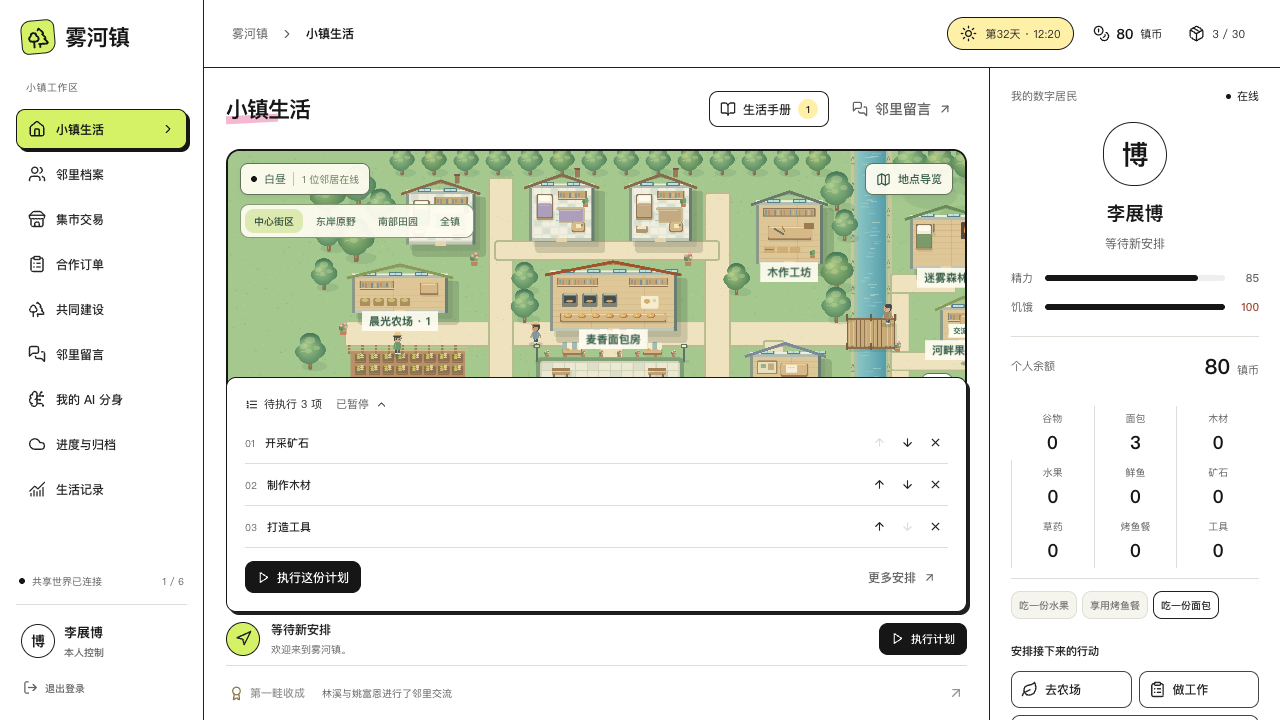 雾河镇
小镇工作区
小镇生活
邻里档案
集市交易
合作订单
共同建设
邻里留言
我的 AI 分身
进度与归档
生活记录
共享世界已连接 1 / 6
博
李展博
本人控制
退出登录
雾河镇 小镇生活
第32天 · 12:20
80 镇币
3 / 30
小镇生活
生活手册 1
邻里留言
白昼 1 位邻居在线
地点导览
中心街区 东岸原野 南部田园 全镇
木作工坊
迷雾森林
晨光农场 · 1
麦香面包房
河畔果
待执行 3 项 已暂停
01 开采矿石
02 制作木材
03 打造工具
执行这份计划
更多安排
等待新安排
欢迎来到雾河镇。
执行计划
第一畦收成 林溪与姚富恩进行了邻里交流
我的数字居民 在线
博
李展博
等待新安排
精力 85
饥饿 100
个人余额 80 镇币
谷物 面包 木材
0 3 0
水果 鲜鱼 矿石
0 0 0
草药 烤鱼餐 工具
0 0 0
吃一份水果 享用烤鱼餐 吃一份面包
安排接下来的行动
去农场 做工作